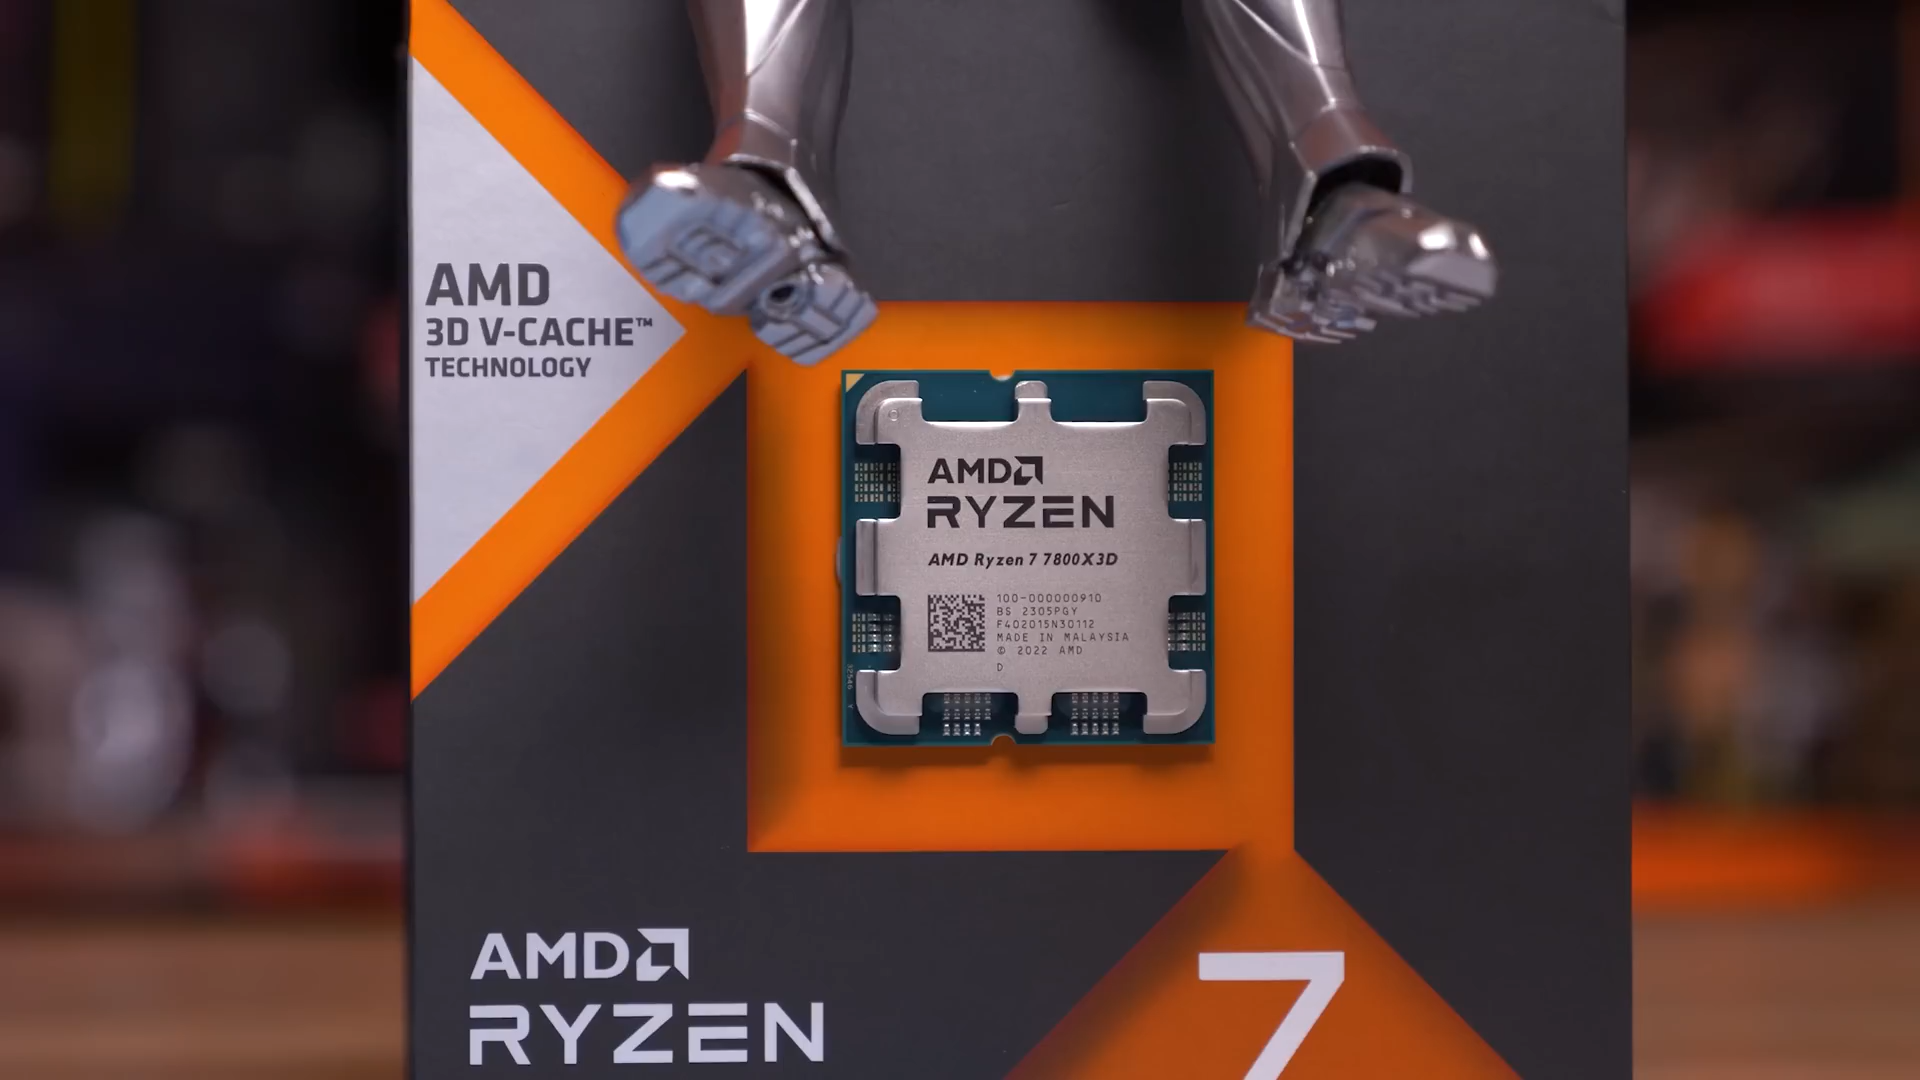 AMD
3D V-CACHE™
TECHNOLOGY
AMD
RYZEN
AMD Ryzen 7 7800X3D
100-000000910
BS 2305PGY
F402015N30112
MADE IN MALAYSIA
© 2022 AMD
D
AMD
RYZEN
7